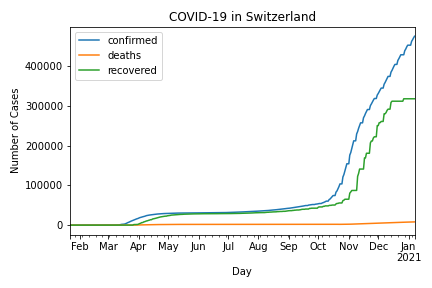 COVID-19 in Switzerland
confirmed
deaths
recovered
Number of Cases
400000
300000
200000
100000
0
Feb Mar Apr May Jun Jul Aug Sep Oct Nov Dec Jan
2021
Day